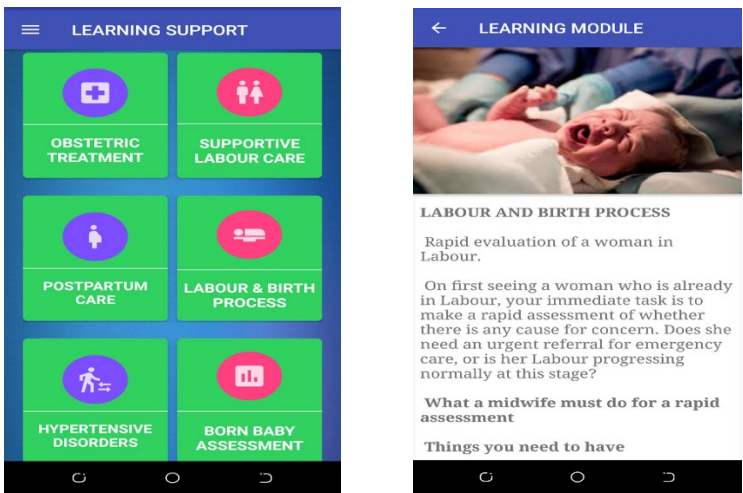 LEARNING SUPPORT
OBSTETRIC
TREATMENT
SUPPORTIVE
LABOUR CARE
POSTPARTUM
CARE
LABOUR & BIRTH
PROCESS
HYPERTENSIVE
DISORDERS
BORN BABY
ASSESSMENT
LEARNING MODULE
LABOUR AND BIRTH PROCESS
Rapid evaluation of a woman in
Labour.
On first seeing a woman who is already
in Labour, your immediate task is to
make a rapid assessment of whether
there is any cause for concern. Does she
need an urgent referral for emergency
care, or is her Labour progressing
normally at this stage?
What a midwife must do for a rapid
assessment
Things you need to have